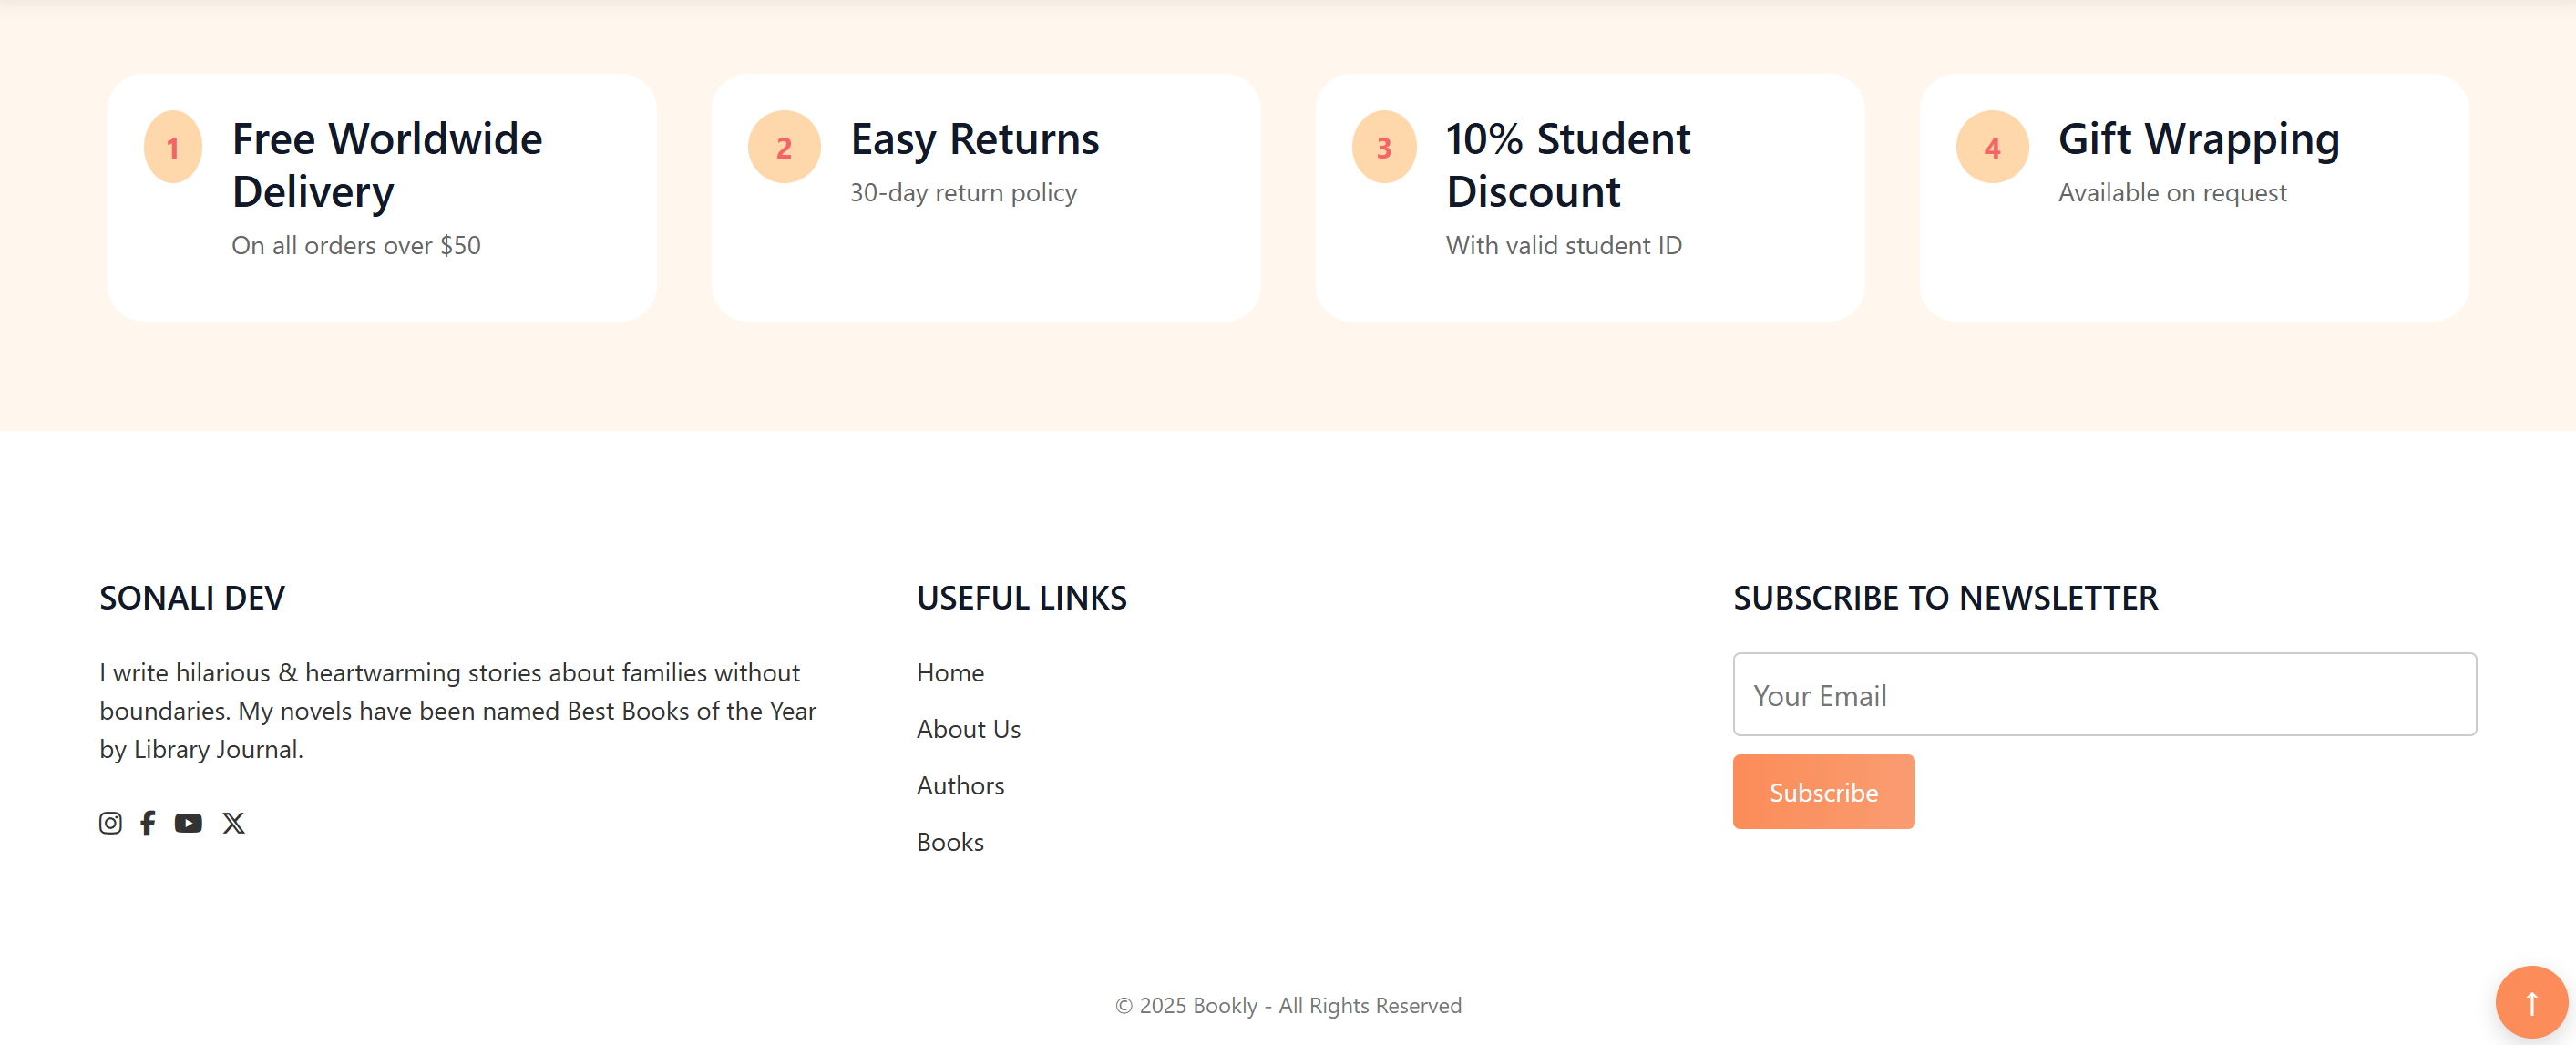 1
Free Worldwide
Delivery
On all orders over $50
2
Easy Returns
30-day return policy
3
10% Student
Discount
With valid student ID
4
Gift Wrapping
Available on request
SONALI DEV
I write hilarious & heartwarming stories about families without
boundaries. My novels have been named Best Books of the Year
by Library Journal.
USEFUL LINKS
Home
About Us
Authors
Books
SUBSCRIBE TO NEWSLETTER
Your Email
Subscribe
© 2025 Bookly - All Rights Reserved